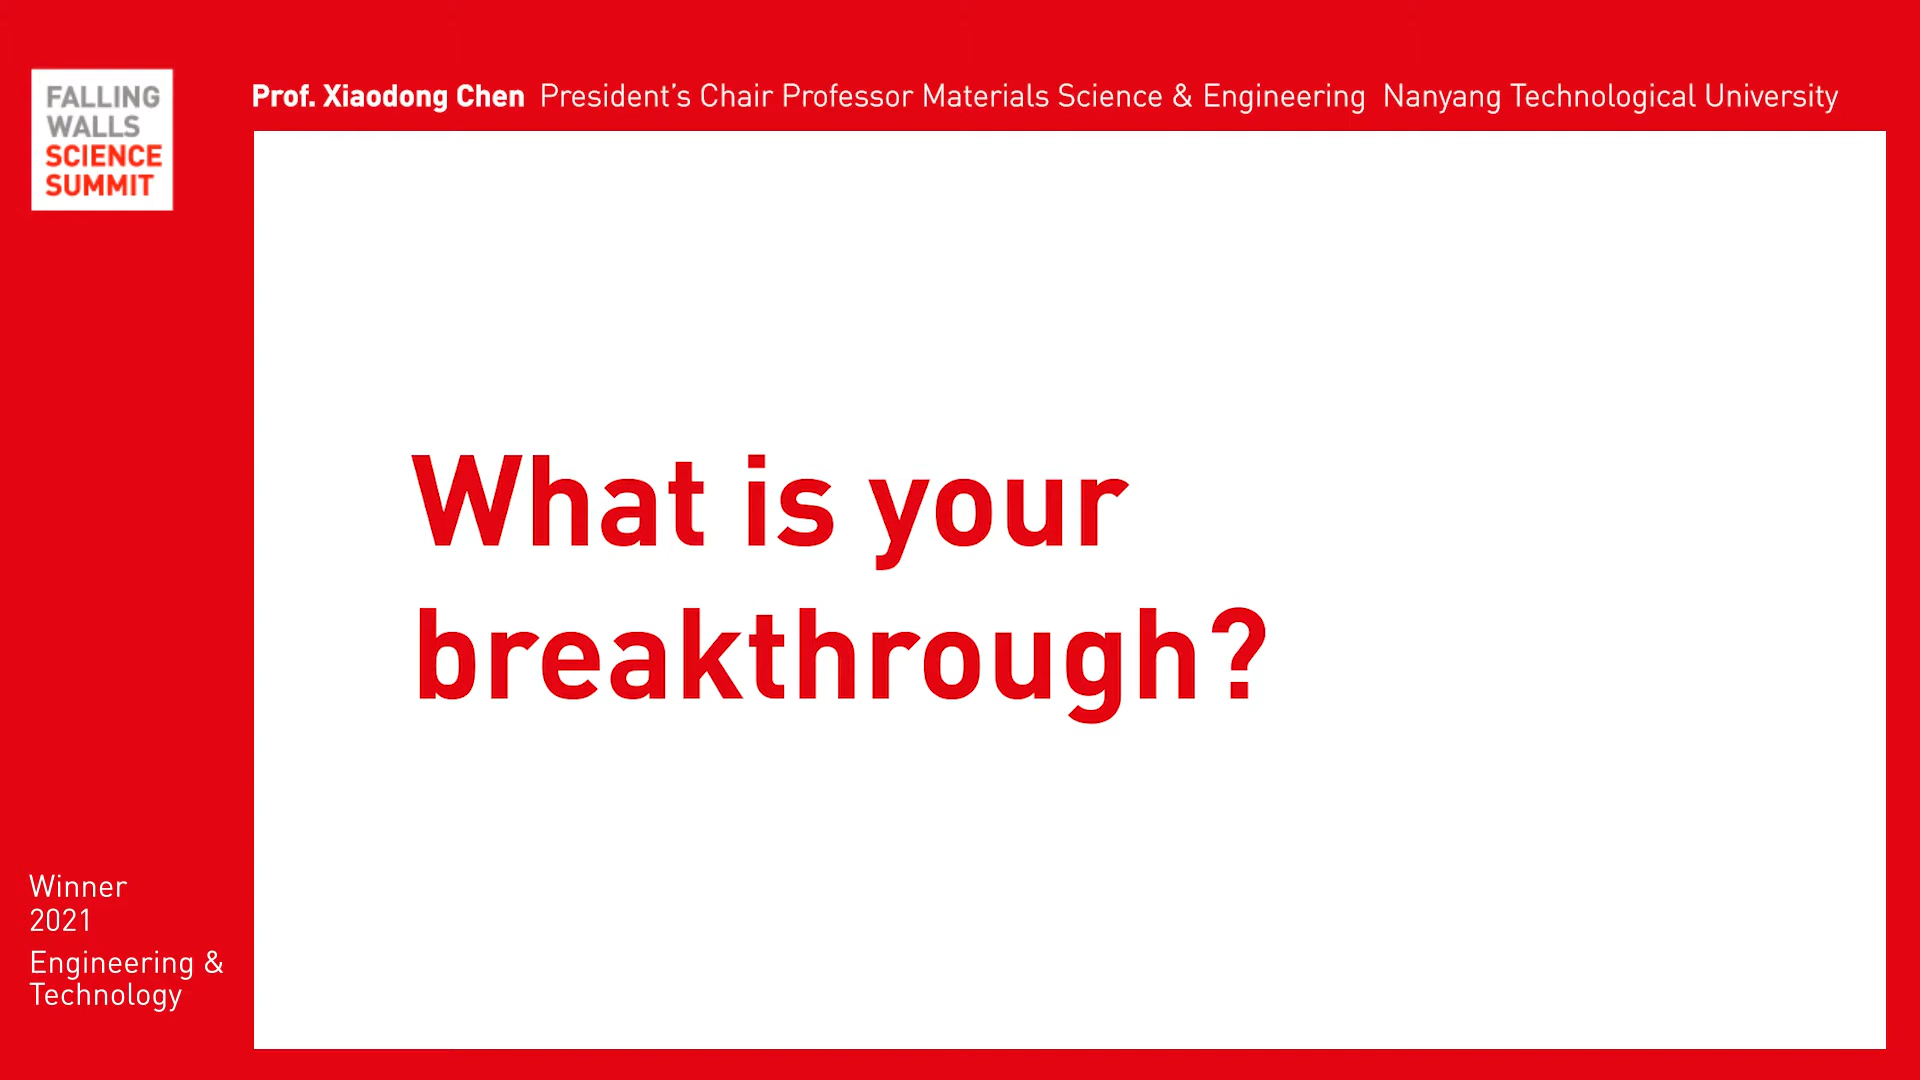 FALLING
WALLS
SCIENCE
SUMMIT
Prof. Xiaodong Chen President’s Chair Professor Materials Science & Engineering Nanyang Technological University
What is your
breakthrough?
Winner
2021
Engineering &
Technology